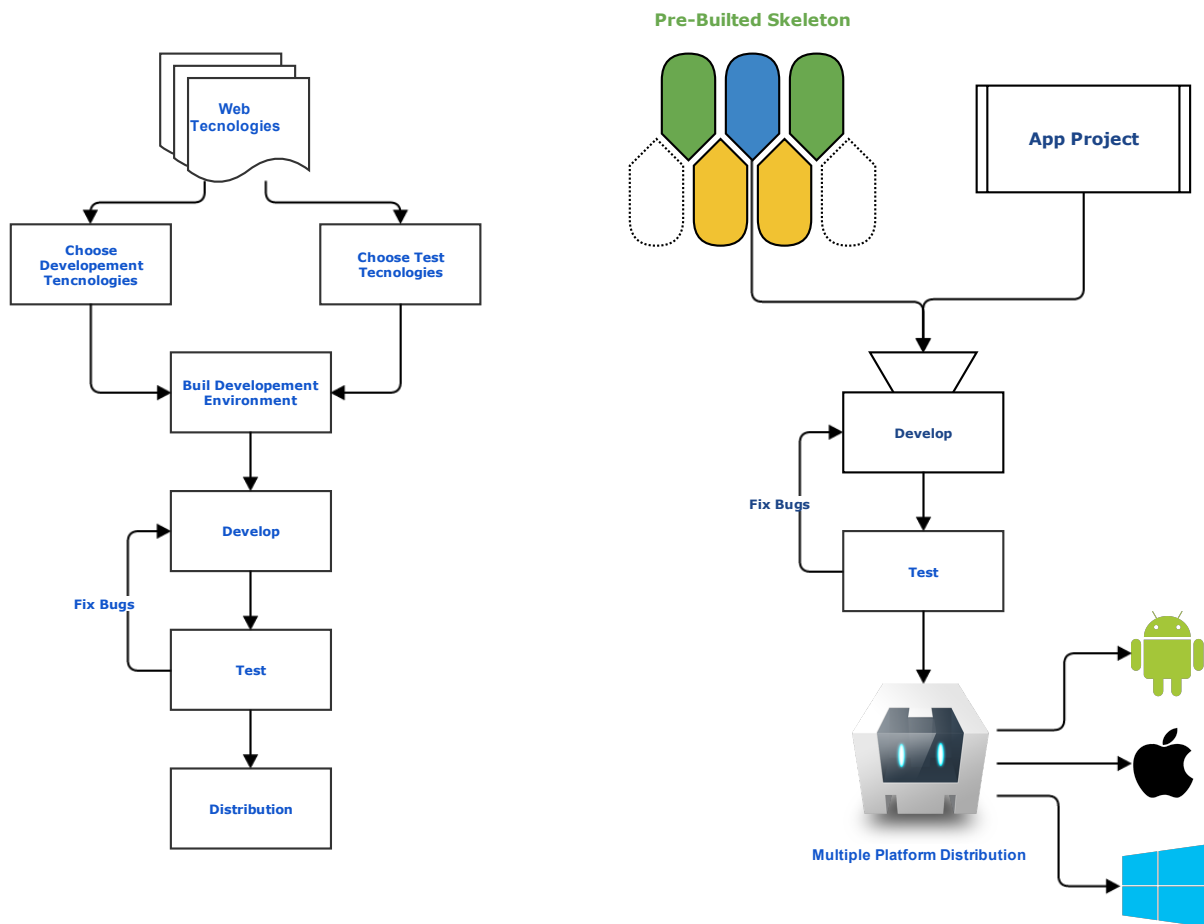 Web
Tecnologies
Choose
Developement
Tencnologies
Choose Test
Tecnologies
Buil Developement
Environment
Develop
Fix Bugs
Test
Distribution
Pre-Builted Skeleton
App Project
Develop
Fix Bugs
Test
Multiple Platform Distribution